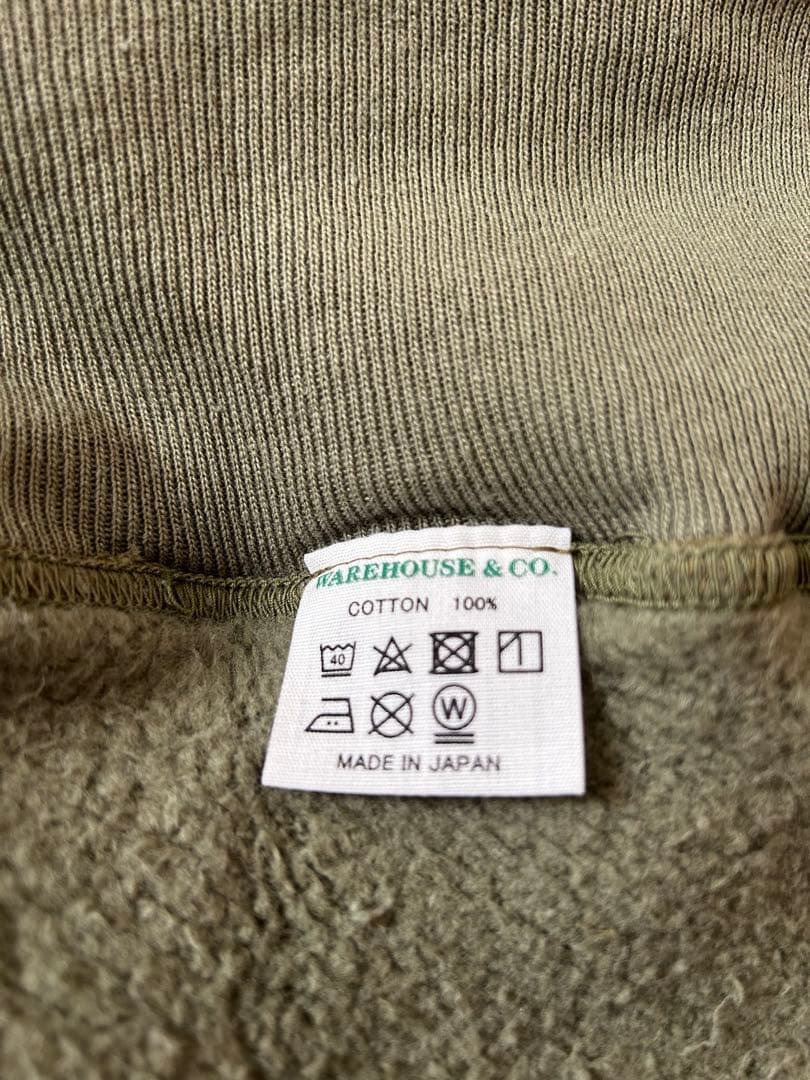 WAREHOUSE & CO.
COTTON 100%
40
W
MADE IN JAPAN